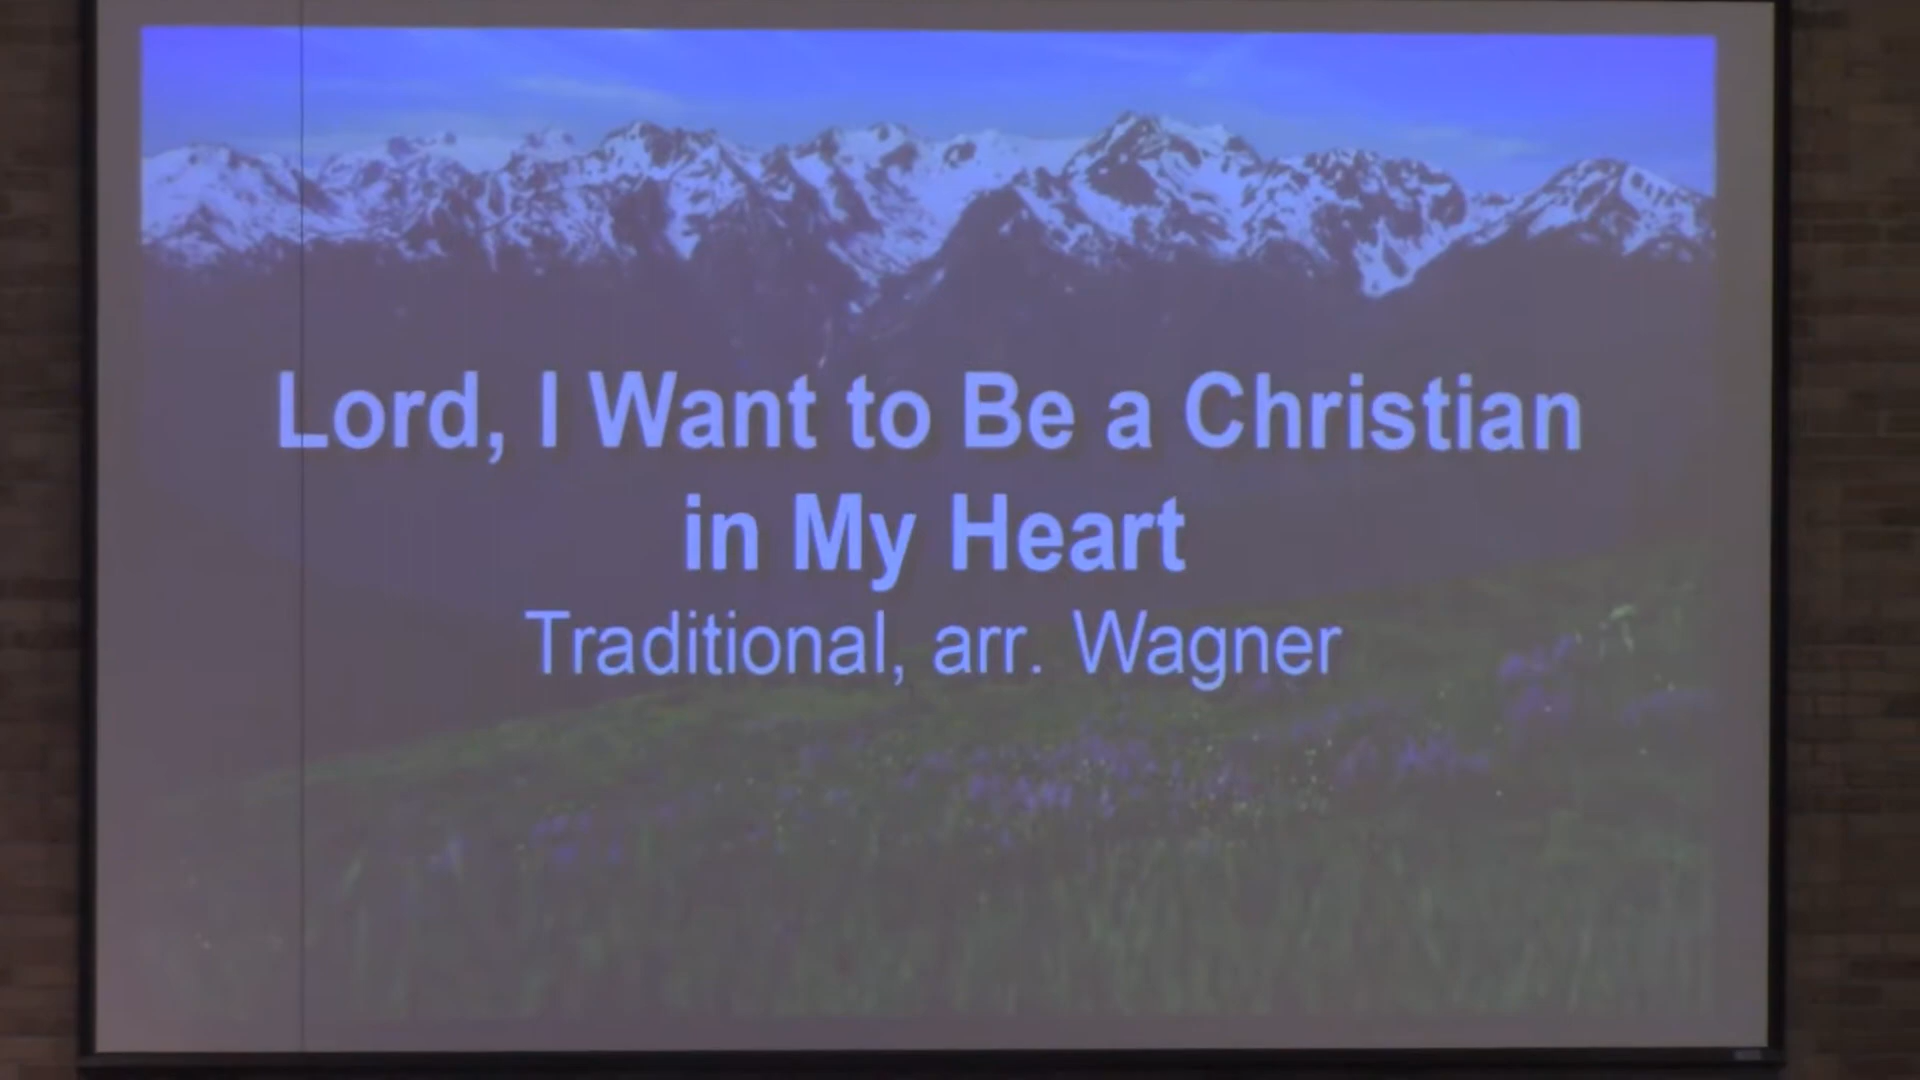 Lord, I Want to Be a Christian
in My Heart
Traditional, arr. Wagner